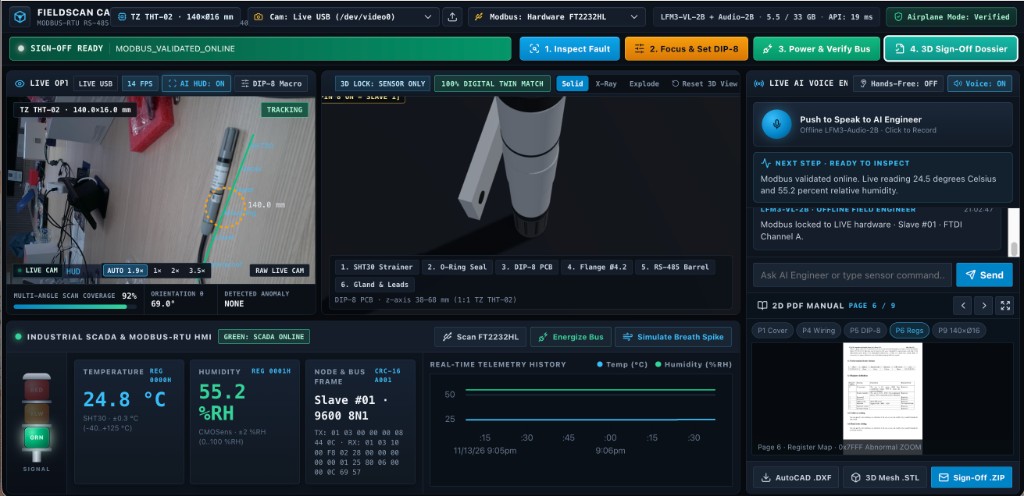 FIELDSCAN CA
MODBUS-RTU RS-485
TZ THT-02 · 140×Ø16 mm
Cam: Live USB (/dev/video0)
Modbus: Hardware FT2232HL
LFM3-VL-2B + Audio-2B · 5.5 / 33 GB · API: 19 ms
Airplane Mode: Verified
SIGN-OFF READY
MODBUS_VALIDATED_ONLINE
1. Inspect Fault
2. Focus & Set DIP-8
3. Power & Verify Bus
4. 3D Sign-Off Dossier
LIVE OPT
LIVE USB
14 FPS
AI HUD: ON
DIP-8 Macro
TZ THT-02 · 140.0×16.0 mm
TRACKING
140.0 mm
LIVE CAM
HUD
AUTO 1.9×
1×
2×
3.5×
RAW LIVE CAM
MULTI-ANGLE SCAN COVERAGE 92%
ORIENTATION θ
69.0°
DETECTED ANOMALY
NONE
3D LOCK: SENSOR ONLY
100% DIGITAL TWIN MATCH
Solid
X-Ray
Explode
Reset 3D View
1. SHT30 Strainer
2. O-Ring Seal
3. DIP-8 PCB
4. Flange Ø4.2
5. RS-485 Barrel
6. Gland & Leads
DIP-8 PCB · z-axis 38-68 mm (1:1 TZ THT-02)
LIVE AI VOICE EN
Hands-Free: OFF
Voice: ON
Push to Speak to AI Engineer
Offline LFM3-Audio-2B · Click to Record
NEXT STEP · READY TO INSPECT
Modbus validated online. Live reading 24.5 degrees Celsius
and 55.2 percent relative humidity.
LFM3-VL-2B · OFFLINE FIELD ENGINEER
21:02:47
Modbus locked to LIVE hardware · Slave #01 · FTDI
Channel A.
Ask AI Engineer or type sensor command..
Send
2D PDF MANUAL PAGE 6 / 9
P1 Cover
P4 Wiring
P5 DIP-8
P6 Regs
P9 140×Ø16
Page 6 · Register Map · 0x7FFF Abnormal ZOOM
AutoCAD .DXF
3D Mesh .STL
Sign-Off .ZIP
INDUSTRIAL SCADA & MODBUS-RTU HMI
GREEN: SCADA ONLINE
Scan FT2232HL
Energize Bus
Simulate Breath Spike
GRN
SIGNAL
TEMPERATURE REG 0000H
24.8 °C
SHT30 · ±0.3 °C
(-40..+125 °C)
HUMIDITY REG 0001H
55.2
%RH
CMOSens · ±2 %RH
(0..100 %RH)
NODE & BUS FRAME
CRC-16 A001
Slave #01 ·
9600 8N1
TX: 01 03 00 00 00 08
44 0C · RX: 01 03 10
00 F8 02 28 00 00 00
00 00 01 25 80 06 00
00 0C 69 57
REAL-TIME TELEMETRY HISTORY
Temp (°C)
Humidity (%RH)
50
25
:15
:30
:45
:00
:15
:30
11/13/26 9:05pm
9:06pm